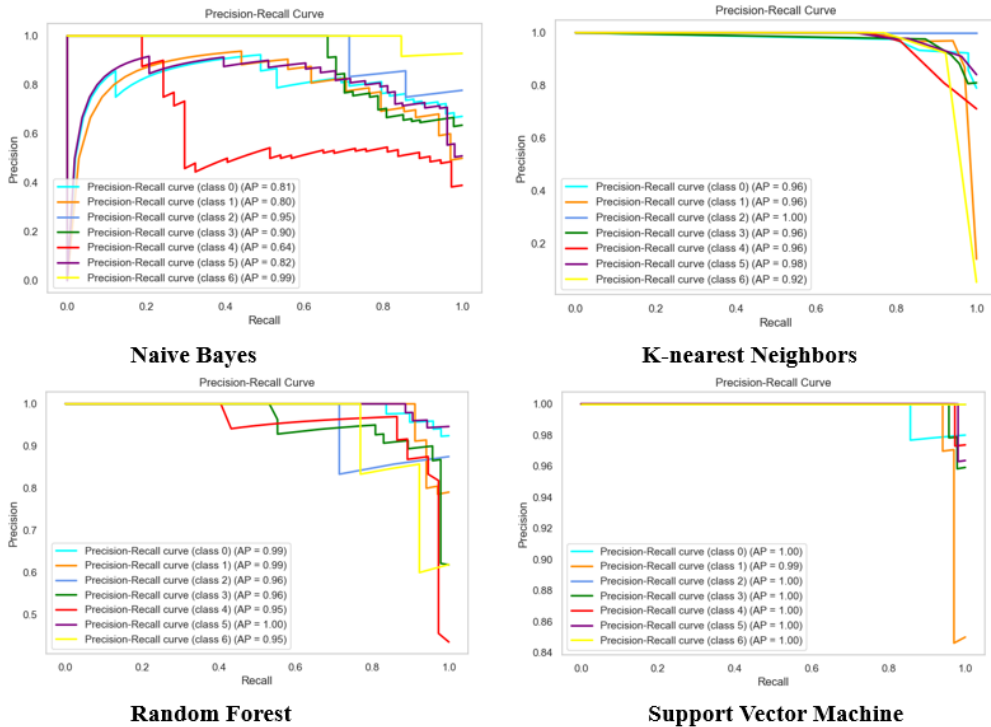 Precision-Recall Curve
1.0
0.8
0.6
0.4
0.2
0.0
Precision
Precision-Recall curve (class 0) (AP = 0.81)
Precision-Recall curve (class 1) (AP = 0.80)
Precision-Recall curve (class 2) (AP = 0.95)
Precision-Recall curve (class 3) (AP = 0.90)
Precision-Recall curve (class 4) (AP = 0.64)
Precision-Recall curve (class 5) (AP = 0.82)
Precision-Recall curve (class 6) (AP = 0.99)
0.0 0.2 0.4 0.6 0.8 1.0
Recall
Naive Bayes
Precision-Recall Curve
1.0
0.8
0.6
0.4
0.2
Precision
Precision-Recall curve (class 0) (AP = 0.96)
Precision-Recall curve (class 1) (AP = 0.96)
Precision-Recall curve (class 2) (AP = 1.00)
Precision-Recall curve (class 3) (AP = 0.96)
Precision-Recall curve (class 4) (AP = 0.96)
Precision-Recall curve (class 5) (AP = 0.98)
Precision-Recall curve (class 6) (AP = 0.92)
0.0 0.2 0.4 0.6 0.8 1.0
Recall
K-nearest Neighbors
Precision-Recall Curve
1.0
0.9
0.8
0.7
0.6
0.5
Precision
Precision-Recall curve (class 0) (AP = 0.99)
Precision-Recall curve (class 1) (AP = 0.99)
Precision-Recall curve (class 2) (AP = 0.96)
Precision-Recall curve (class 3) (AP = 0.96)
Precision-Recall curve (class 4) (AP = 0.95)
Precision-Recall curve (class 5) (AP = 1.00)
Precision-Recall curve (class 6) (AP = 0.95)
0.0 0.2 0.4 0.6 0.8 1.0
Recall
Random Forest
Precision-Recall Curve
1.00
0.98
0.96
0.94
0.92
0.90
0.88
0.86
0.84
Precision
Precision-Recall curve (class 0) (AP = 1.00)
Precision-Recall curve (class 1) (AP = 0.99)
Precision-Recall curve (class 2) (AP = 1.00)
Precision-Recall curve (class 3) (AP = 1.00)
Precision-Recall curve (class 4) (AP = 1.00)
Precision-Recall curve (class 5) (AP = 1.00)
Precision-Recall curve (class 6) (AP = 1.00)
0.0 0.2 0.4 0.6 0.8 1.0
Recall
Support Vector Machine